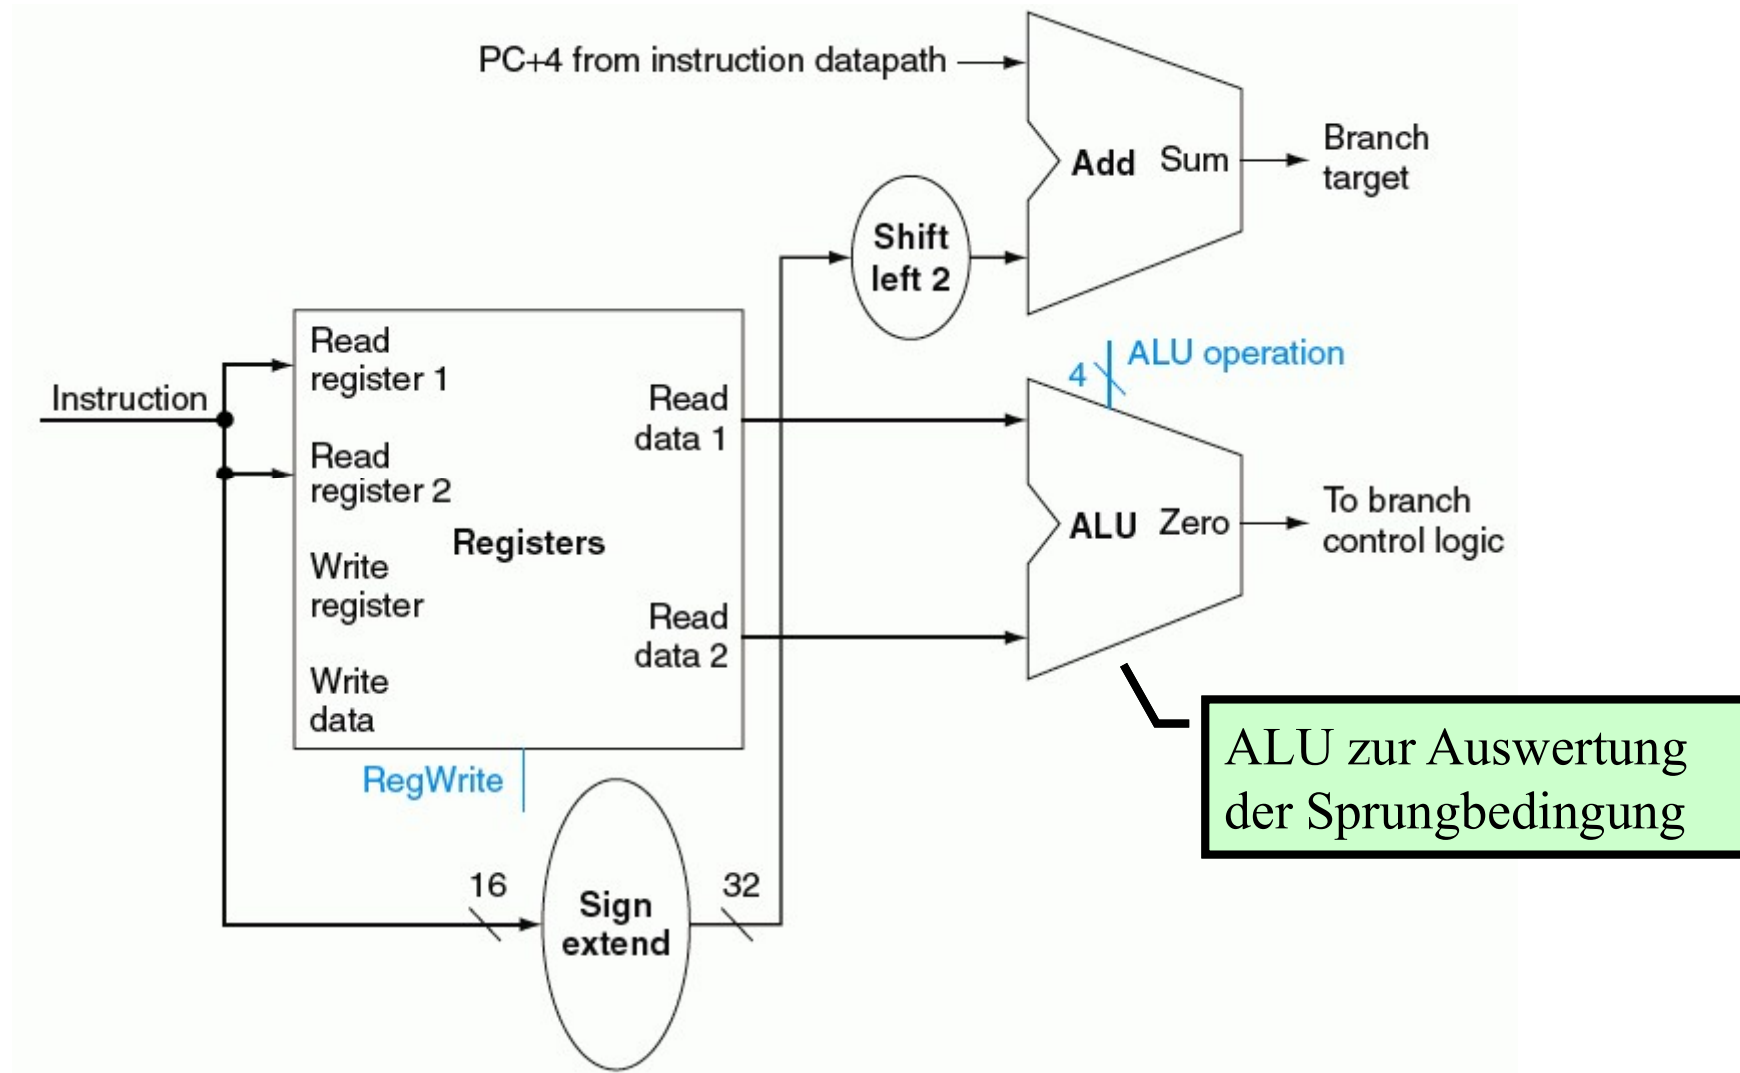 PC+4 from instruction datapath
Add Sum
Branch
target
Shift
left 2
ALU operation
4
Instruction
Read
register 1
Read
register 2
Registers
Write
register
Write
data
Read
data 1
Read
data 2
ALU Zero
To branch
control logic
RegWrite
ALU zur Auswertung
der Sprungbedingung
16
Sign
extend
32